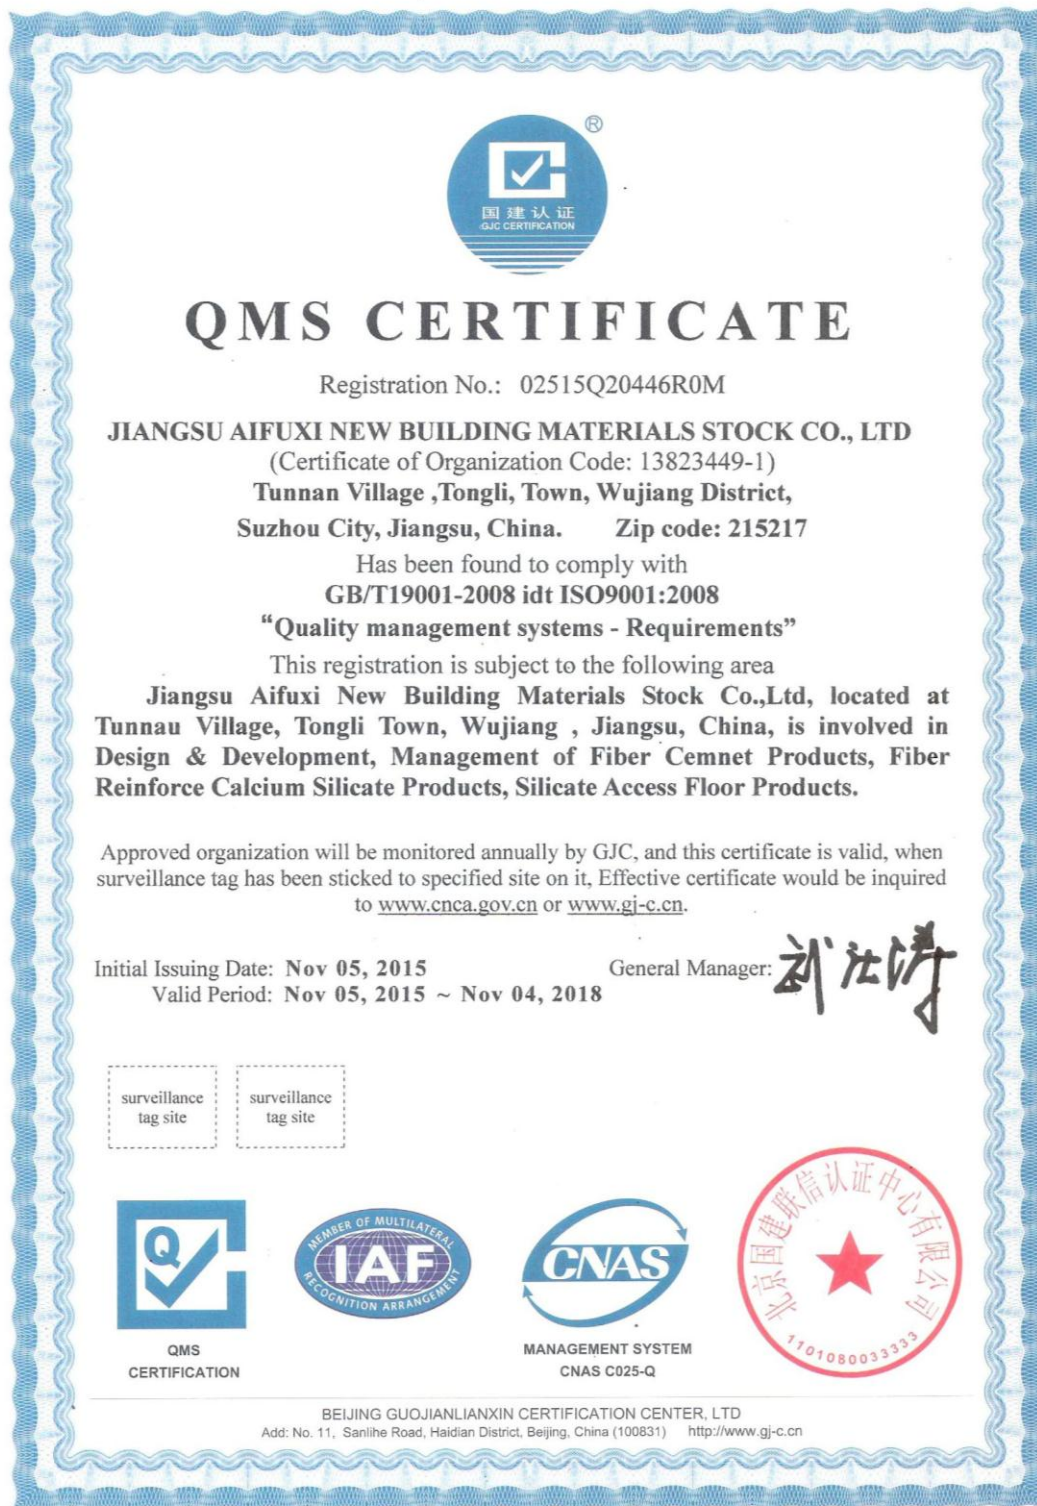 ®
国建认证
GJC CERTIFICATION
QMS CERTIFICATE
Registration No.: 02515Q20446R0M
JIANGSU AIFUXI NEW BUILDING MATERIALS STOCK CO., LTD
(Certificate of Organization Code: 13823449-1)
Tunnan Village ,Tongli, Town, Wujiang District,
Suzhou City, Jiangsu, China. Zip code: 215217
Has been found to comply with
GB/T19001-2008 idt ISO9001:2008
“Quality management systems - Requirements”
This registration is subject to the following area
Jiangsu Aifuxi New Building Materials Stock Co.,Ltd, located at
Tunnau Village, Tongli Town, Wujiang , Jiangsu, China, is involved in
Design & Development, Management of Fiber Cemnet Products, Fiber
Reinforce Calcium Silicate Products, Silicate Access Floor Products.
Approved organization will be monitored annually by GJC, and this certificate is valid, when
surveillance tag has been sticked to specified site on it, Effective certificate would be inquired
to www.cnca.gov.cn or www.gj-c.cn.
Initial Issuing Date: Nov 05, 2015
General Manager:
Valid Period: Nov 05, 2015 ~ Nov 04, 2018
surveillance
tag site
surveillance
tag site
Q
QMS
CERTIFICATION
MEMBER OF MULTILATERAL
IAF
RECOGNITION ARRANGEMENT
CNAS
MANAGEMENT SYSTEM
CNAS C025-Q
北京国建联信认证中心有限公司
1101080033333
BEIJING GUOJIANLIANXIN CERTIFICATION CENTER, LTD
Add: No. 11, Sanlihe Road, Haidian District, Beijing, China (100831) http://www.gj-c.cn